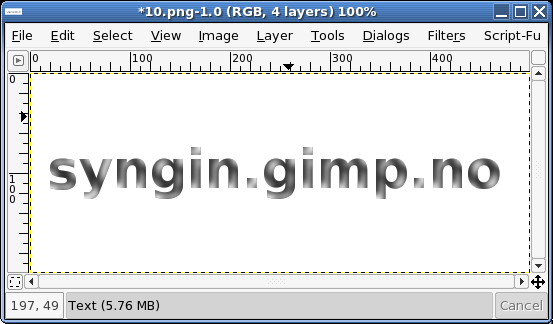 *10.png-1.0 (RGB, 4 layers) 100%
File Edit Select View Image Layer Tools Dialogs Filters Script-Fu
0 100 200 300 400
0
100
syngin.gimp.no
197, 49 Text (5.76 MB) Cancel